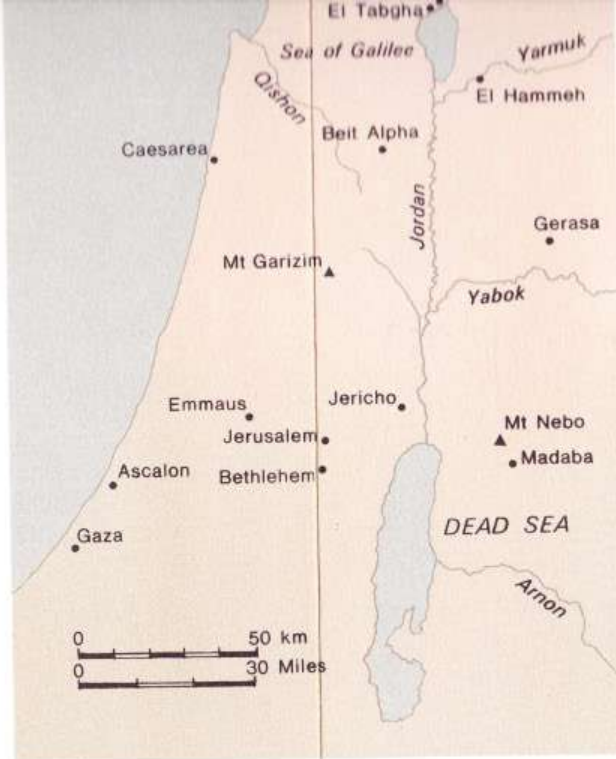 El Tabgha
Sea of Galilee
Yarmuk
Qishon
El Hammeh
Beit Alpha
Caesarea
Jordan
Gerasa
Mt Garizim
Yabok
Emmaus
Jericho
Mt Nebo
Jerusalem
Madaba
Ascalon
Bethlehem
DEAD SEA
Gaza
Arnon
0 50 km
0 30 Miles